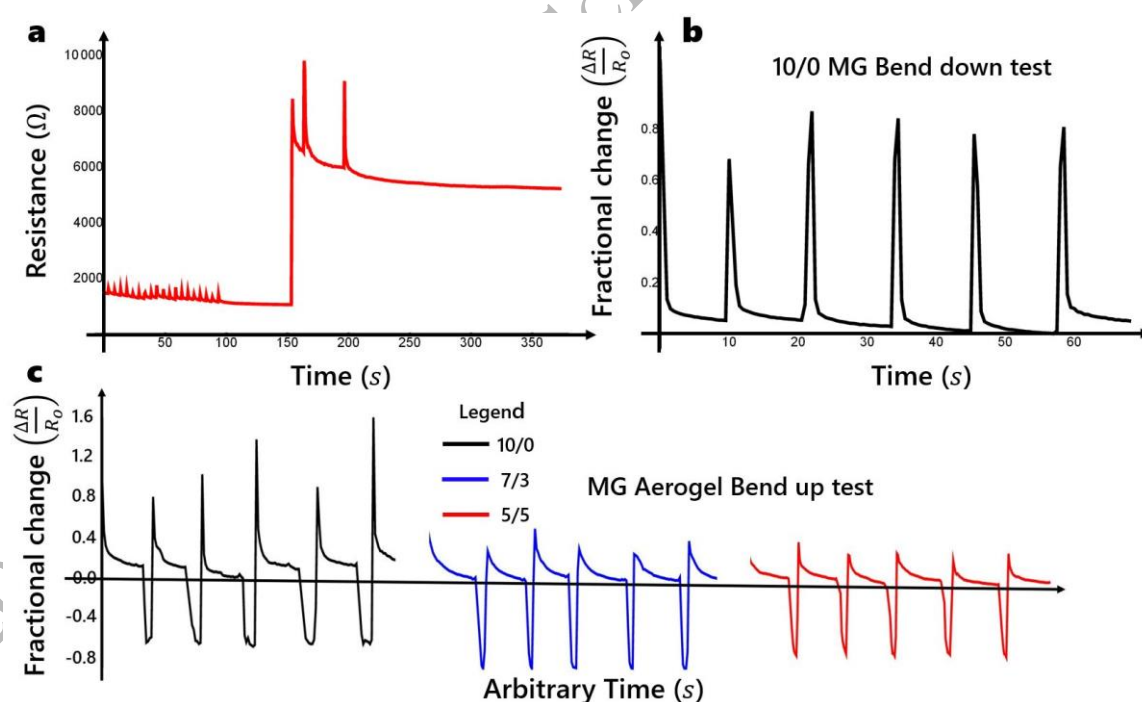 a
Resistance (Ω)
10000
8000
6000
4000
2000
50
100
150
200
250
300
350
Time (s)
b
Fractional change (ΔR/Ro)
10/0 MG Bend down test
0.8
0.6
0.4
0.2
10
20
30
40
50
60
Time (s)
c
Fractional change (ΔR/Ro)
1.6
1.2
0.8
0.4
0.0
-0.4
-0.8
Legend
10/0
7/3
5/5
MG Aerogel Bend up test
Arbitrary Time (s)